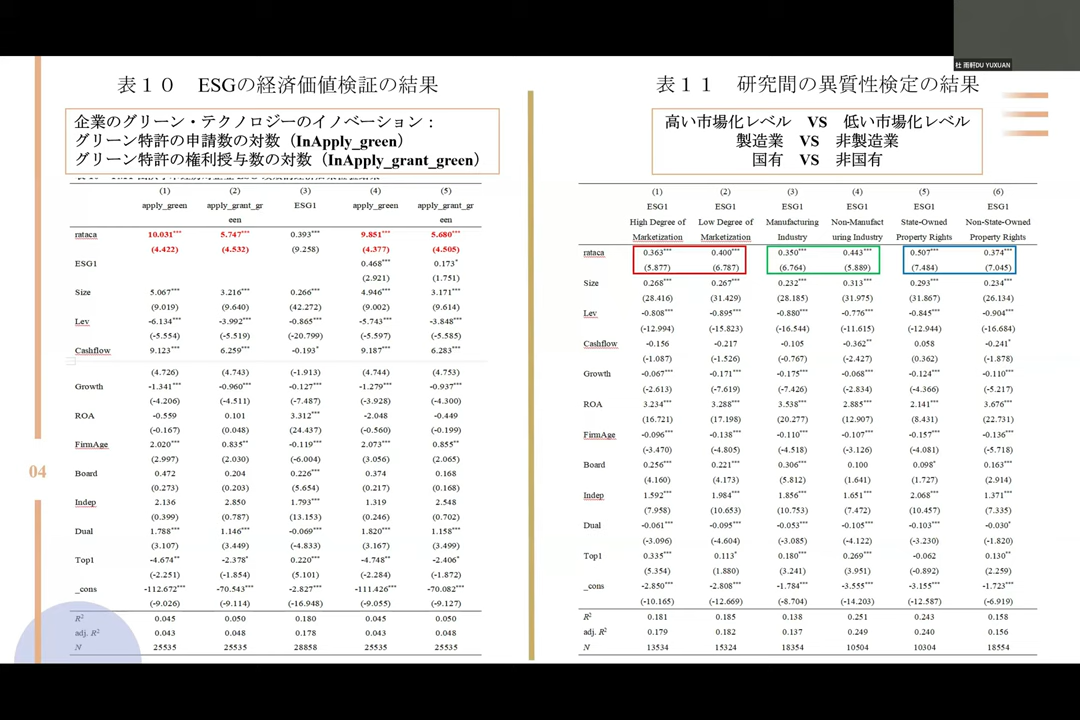 杜 雨軒DU YUXUAN
表１０ ESGの経済価値検証の結果
企業のグリーン・テクノロジーのイノベーション：
グリーン特許の申請数の対数（InApply_green）
グリーン特許の権利授与数の対数（InApply_grant_green）
(1) (2) (3) (4) (5)
apply_green apply_grant_gr ESG1 apply_green apply_grant_gr
een een
rataca 10.031*** 5.747*** 0.393*** 9.851*** 5.680***
(4.422) (4.532) (9.258) (4.377) (4.505)
ESG1 0.468*** 0.173*
(2.921) (1.751)
Size 5.067*** 3.216*** 0.266*** 4.946*** 3.171***
(9.019) (9.640) (42.272) (9.002) (9.614)
Lev -6.134*** -3.992*** -0.865*** -5.743*** -3.848***
(-5.554) (-5.519) (-20.799) (-5.597) (-5.585)
Cashflow 9.123*** 6.259*** -0.193* 9.187*** 6.283***
(4.726) (4.743) (-1.913) (4.744) (4.753)
Growth -1.341*** -0.960*** -0.127*** -1.279*** -0.937***
(-4.206) (-4.511) (-7.487) (-3.928) (-4.300)
ROA -0.559 0.101 3.312*** -2.048 -0.449
(-0.167) (0.048) (24.437) (-0.560) (-0.199)
FirmAge 2.020*** 0.835** -0.119*** 2.073*** 0.855**
(2.997) (2.030) (-6.004) (3.056) (2.065)
Board 0.472 0.204 0.226*** 0.374 0.168
(0.273) (0.203) (5.654) (0.217) (0.168)
Indep 2.136 2.850 1.793*** 1.319 2.548
(0.399) (0.787) (13.153) (0.246) (0.702)
Dual 1.788*** 1.146*** -0.069*** 1.820*** 1.158***
(3.107) (3.449) (-4.833) (3.167) (3.499)
Top1 -4.674** -2.378* 0.220*** -4.748** -2.406*
(-2.251) (-1.854) (5.101) (-2.284) (-1.872)
_cons -112.672*** -70.543*** -2.827*** -111.426*** -70.082***
(-9.026) (-9.114) (-16.948) (-9.055) (-9.127)
R² 0.045 0.050 0.180 0.045 0.050
adj. R² 0.043 0.048 0.178 0.043 0.048
N 25535 25535 28858 25535 25535
04
表１１ 研究間の異質性検定の結果
高い市場化レベル VS 低い市場化レベル
製造業 VS 非製造業
国有 VS 非国有
(1) (2) (3) (4) (5) (6)
ESG1 ESG1 ESG1 ESG1 ESG1 ESG1
High Degree of Low Degree of Manufacturing Non-Manufact State-Owned Non-State-Owned
Marketization Marketization Industry uring Industry Property Rights Property Rights
rataca 0.363*** 0.400*** 0.350*** 0.443*** 0.507*** 0.374***
(5.877) (6.787) (6.764) (5.889) (7.484) (7.045)
Size 0.268*** 0.267*** 0.232*** 0.313*** 0.293*** 0.234***
(28.416) (31.429) (28.185) (31.975) (31.867) (26.134)
Lev -0.808*** -0.895*** -0.880*** -0.776*** -0.845*** -0.904***
(-12.994) (-15.823) (-16.544) (-11.615) (-12.944) (-16.684)
Cashflow -0.156 -0.217 -0.105 -0.362** 0.058 -0.241*
(-1.087) (-1.526) (-0.767) (-2.427) (0.362) (-1.878)
Growth -0.067*** -0.171*** -0.175*** -0.068*** -0.124*** -0.110***
(-2.613) (-7.619) (-7.426) (-2.834) (-4.366) (-5.217)
ROA 3.234*** 3.288*** 3.538*** 2.885*** 2.141*** 3.676***
(16.721) (17.198) (20.277) (12.907) (8.431) (22.731)
FirmAge -0.096*** -0.138*** -0.110*** -0.107*** -0.157*** -0.136***
(-3.470) (-4.805) (-4.518) (-3.126) (-4.081) (-5.718)
Board 0.256*** 0.221*** 0.306*** 0.100 0.098* 0.163***
(4.160) (4.173) (5.812) (1.641) (1.727) (2.914)
Indep 1.592*** 1.984*** 1.856*** 1.651*** 2.068*** 1.371***
(7.958) (10.653) (10.753) (7.472) (10.457) (7.335)
Dual -0.061*** -0.095*** -0.053*** -0.105*** -0.103*** -0.030*
(-3.096) (-4.604) (-3.085) (-4.122) (-3.230) (-1.820)
Top1 0.335*** 0.113* 0.180*** 0.269*** -0.062 0.130**
(5.354) (1.880) (3.241) (3.951) (-0.892) (2.259)
_cons -2.850*** -2.808*** -1.784*** -3.555*** -3.155*** -1.723***
(-10.165) (-12.669) (-8.704) (-14.203) (-12.587) (-6.919)
R² 0.181 0.185 0.138 0.251 0.243 0.158
adj. R² 0.179 0.182 0.137 0.249 0.240 0.156
N 13534 15324 18354 10504 10304 18554